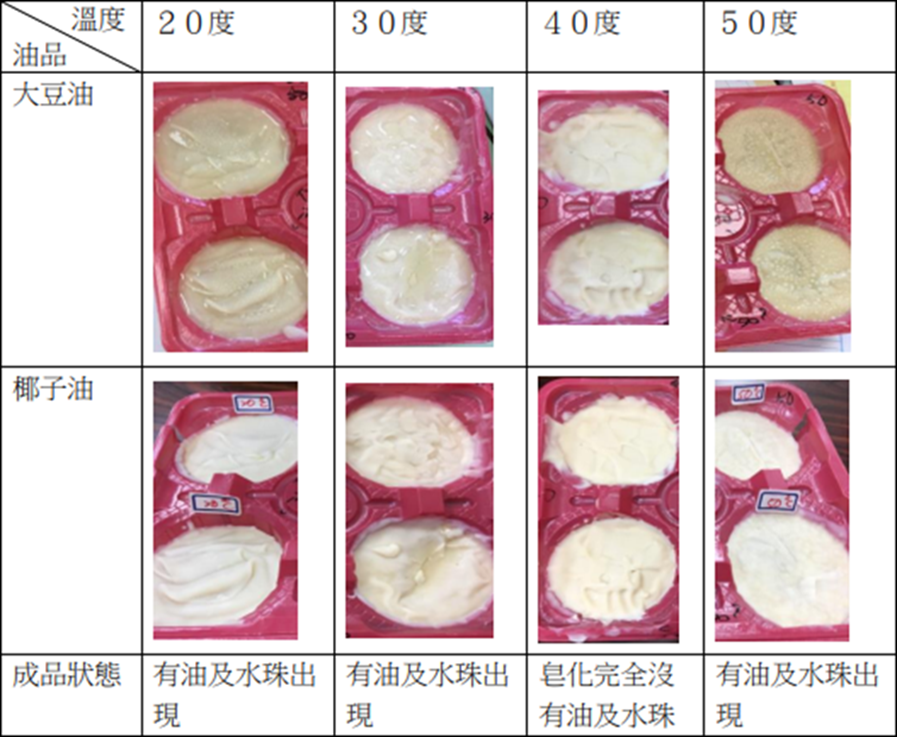 溫度
油品
２０度
３０度
４０度
５０度
大豆油
椰子油
成品狀態
有油及水珠出
現
有油及水珠出
現
皂化完全沒
有油及水珠
有油及水珠出
現